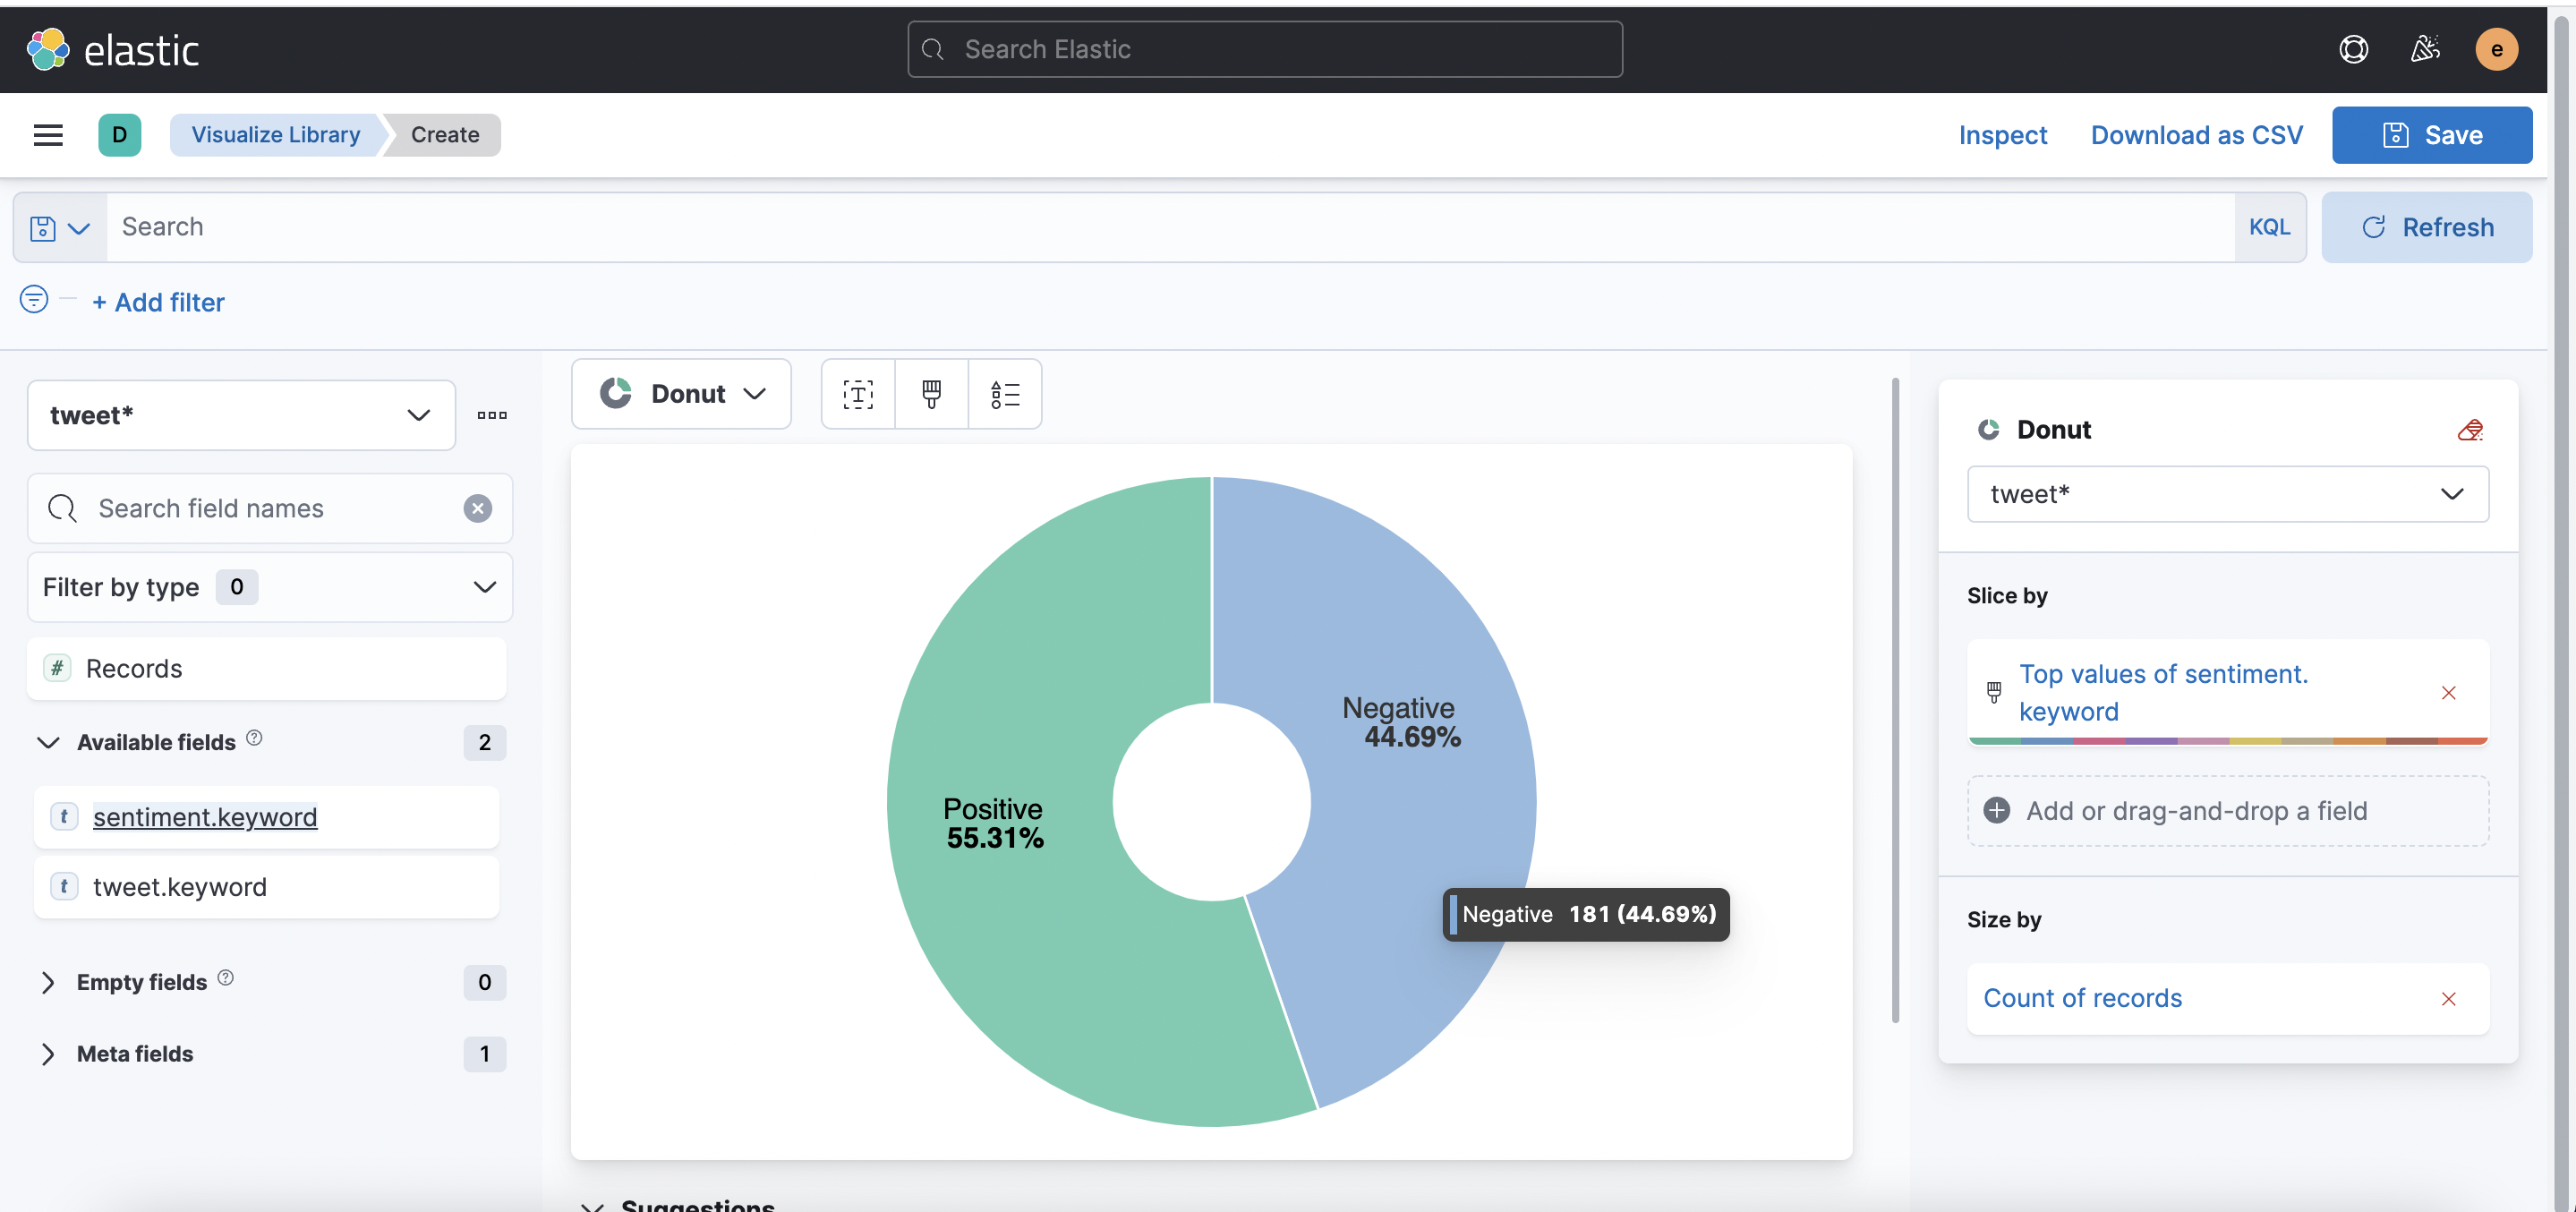 elastic
Search Elastic
e
D
Visualize Library
Create
Inspect
Download as CSV
Save
Search
KQL
Refresh
+ Add filter
tweet*
Search field names
Filter by type 0
# Records
Available fields 2
t sentiment.keyword
t tweet.keyword
Empty fields 0
Meta fields 1
Donut
Negative
44.69%
Positive
55.31%
Negative 181 (44.69%)
Suggestions
Donut
tweet*
Slice by
Top values of sentiment.
keyword
Add or drag-and-drop a field
Size by
Count of records